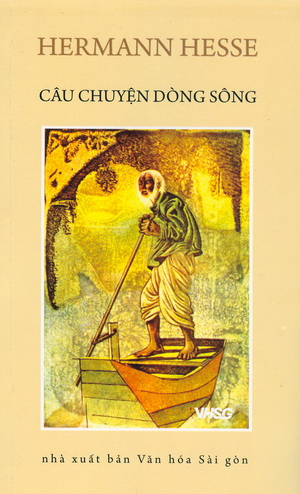 HERMANN HESSE
CÂU CHUYỆN DÒNG SÔNG
VHSG
nhà xuất bản Văn hóa Sài gòn